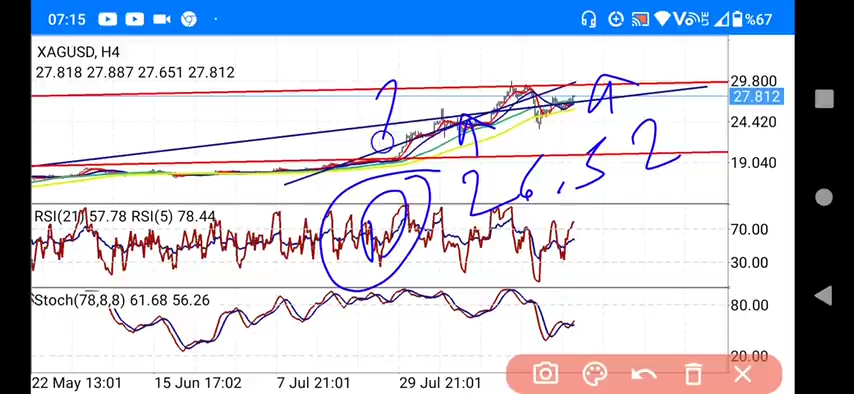 07:15
%67
XAGUSD, H4
27.818 27.887 27.651 27.812
29.800
27.812
24.420
19.040
26.52
RSI(21) 57.78 RSI(5) 78.44
70.00
30.00
Stoch(78,8,8) 61.68 56.26
80.00
20.00
22 May 13:01 15 Jun 17:02 7 Jul 21:01 29 Jul 21:01